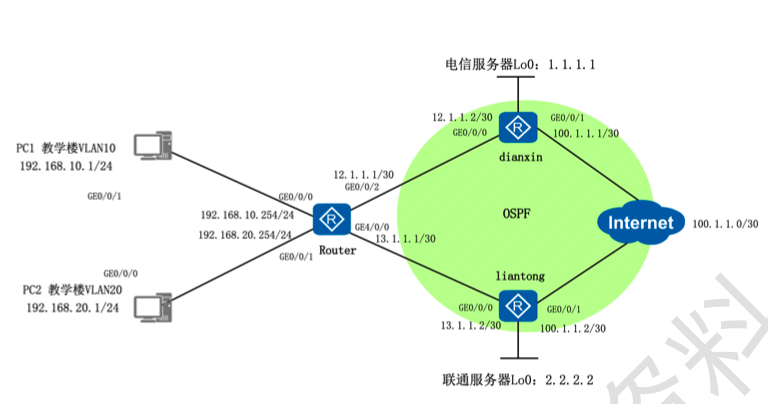 电信服务器Lo0: 1.1.1.1
12.1.1.2/30
GE0/0/0
GE0/0/1
100.1.1.1/30
dianxin
PC1 教学楼VLAN10
192.168.10.1/24
GE0/0/1
12.1.1.1/30
GE0/0/2
GE0/0/0
192.168.10.254/24
192.168.20.254/24
GE0/0/1
Router
GE4/0/0
13.1.1.1/30
OSPF
Internet
100.1.1.0/30
GE0/0/0
PC2 教学楼VLAN20
192.168.20.1/24
liantong
GE0/0/0
13.1.1.2/30
GE0/0/1
100.1.1.2/30
联通服务器Lo0: 2.2.2.2
资料